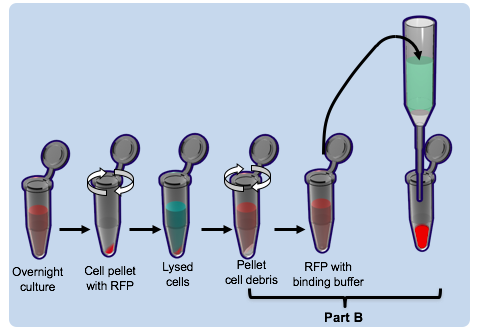 Overnight
culture
Cell pellet
with RFP
Lysed
cells
Pellet
cell debris
RFP with
binding buffer
Part B